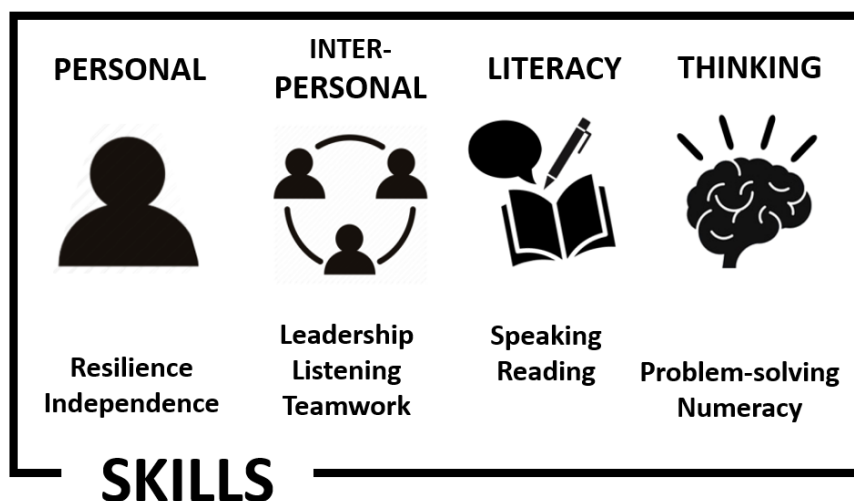 PERSONAL
Resilience
Independence
INTER-
PERSONAL
Leadership
Listening
Teamwork
LITERACY
Speaking
Reading
THINKING
Problem-solving
Numeracy
SKILLS